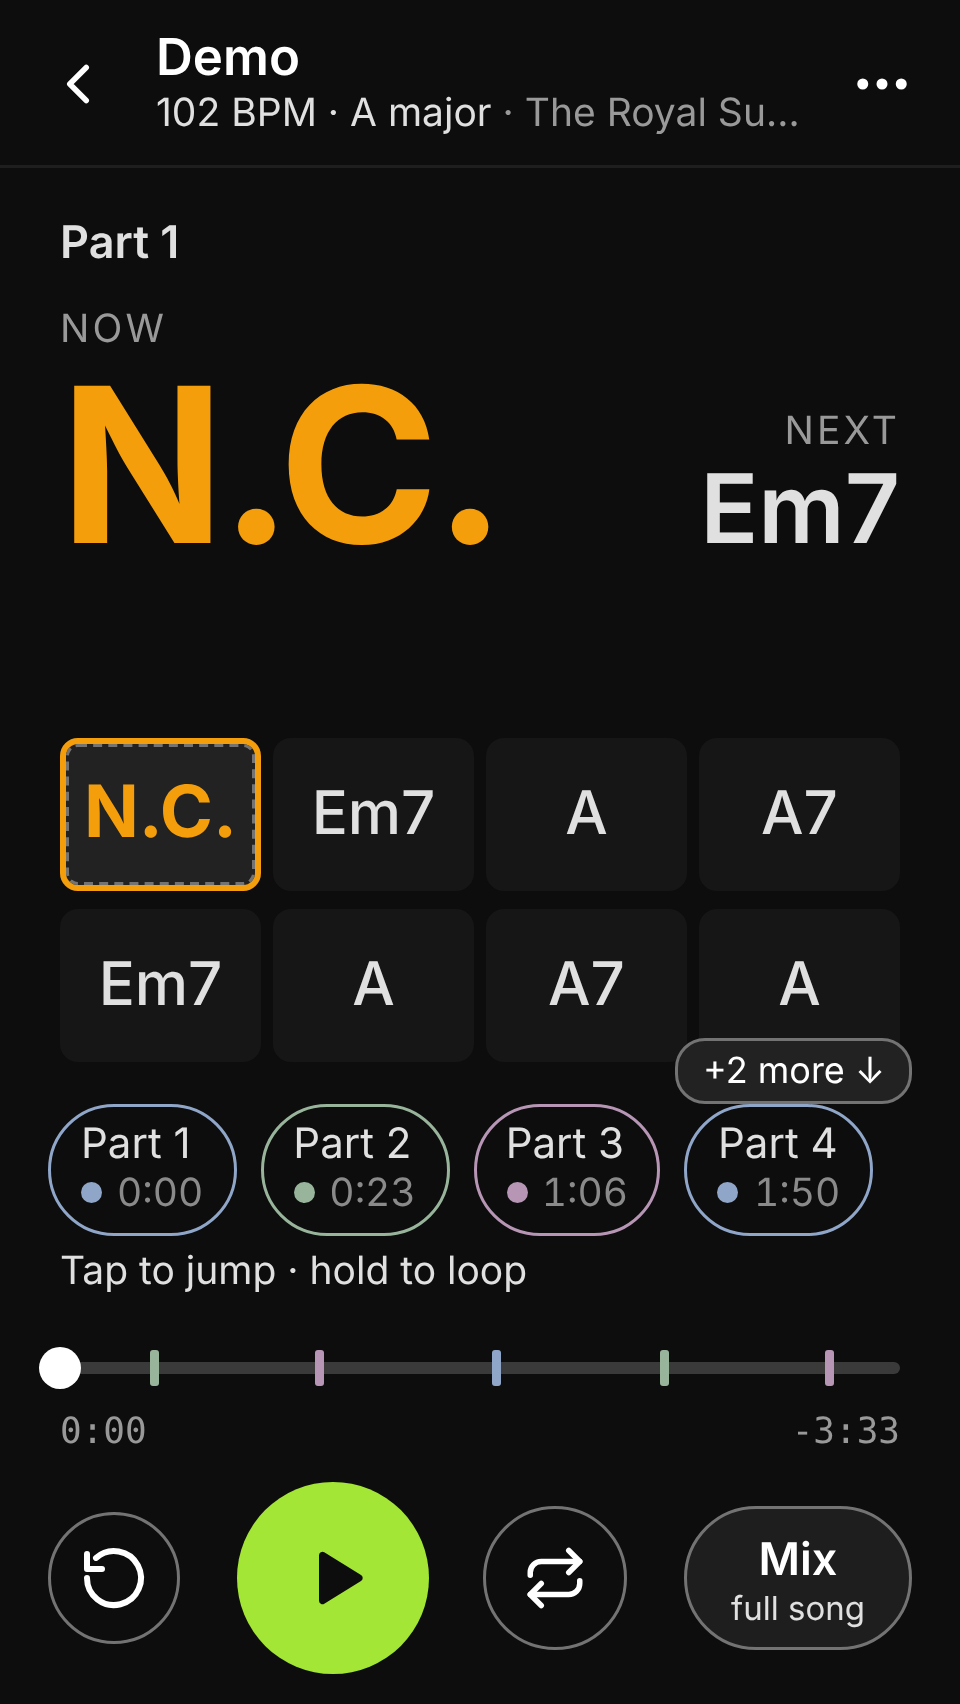 Demo
102 BPM · A major · The Royal Su...
Part 1
NOW
N.C.
NEXT
Em7
N.C. Em7 A A7
Em7 A A7 A
+2 more ↓
Part 1 Part 2 Part 3 Part 4
0:00 0:23 1:06 1:50
Tap to jump · hold to loop
0:00 -3:33
Mix
full song